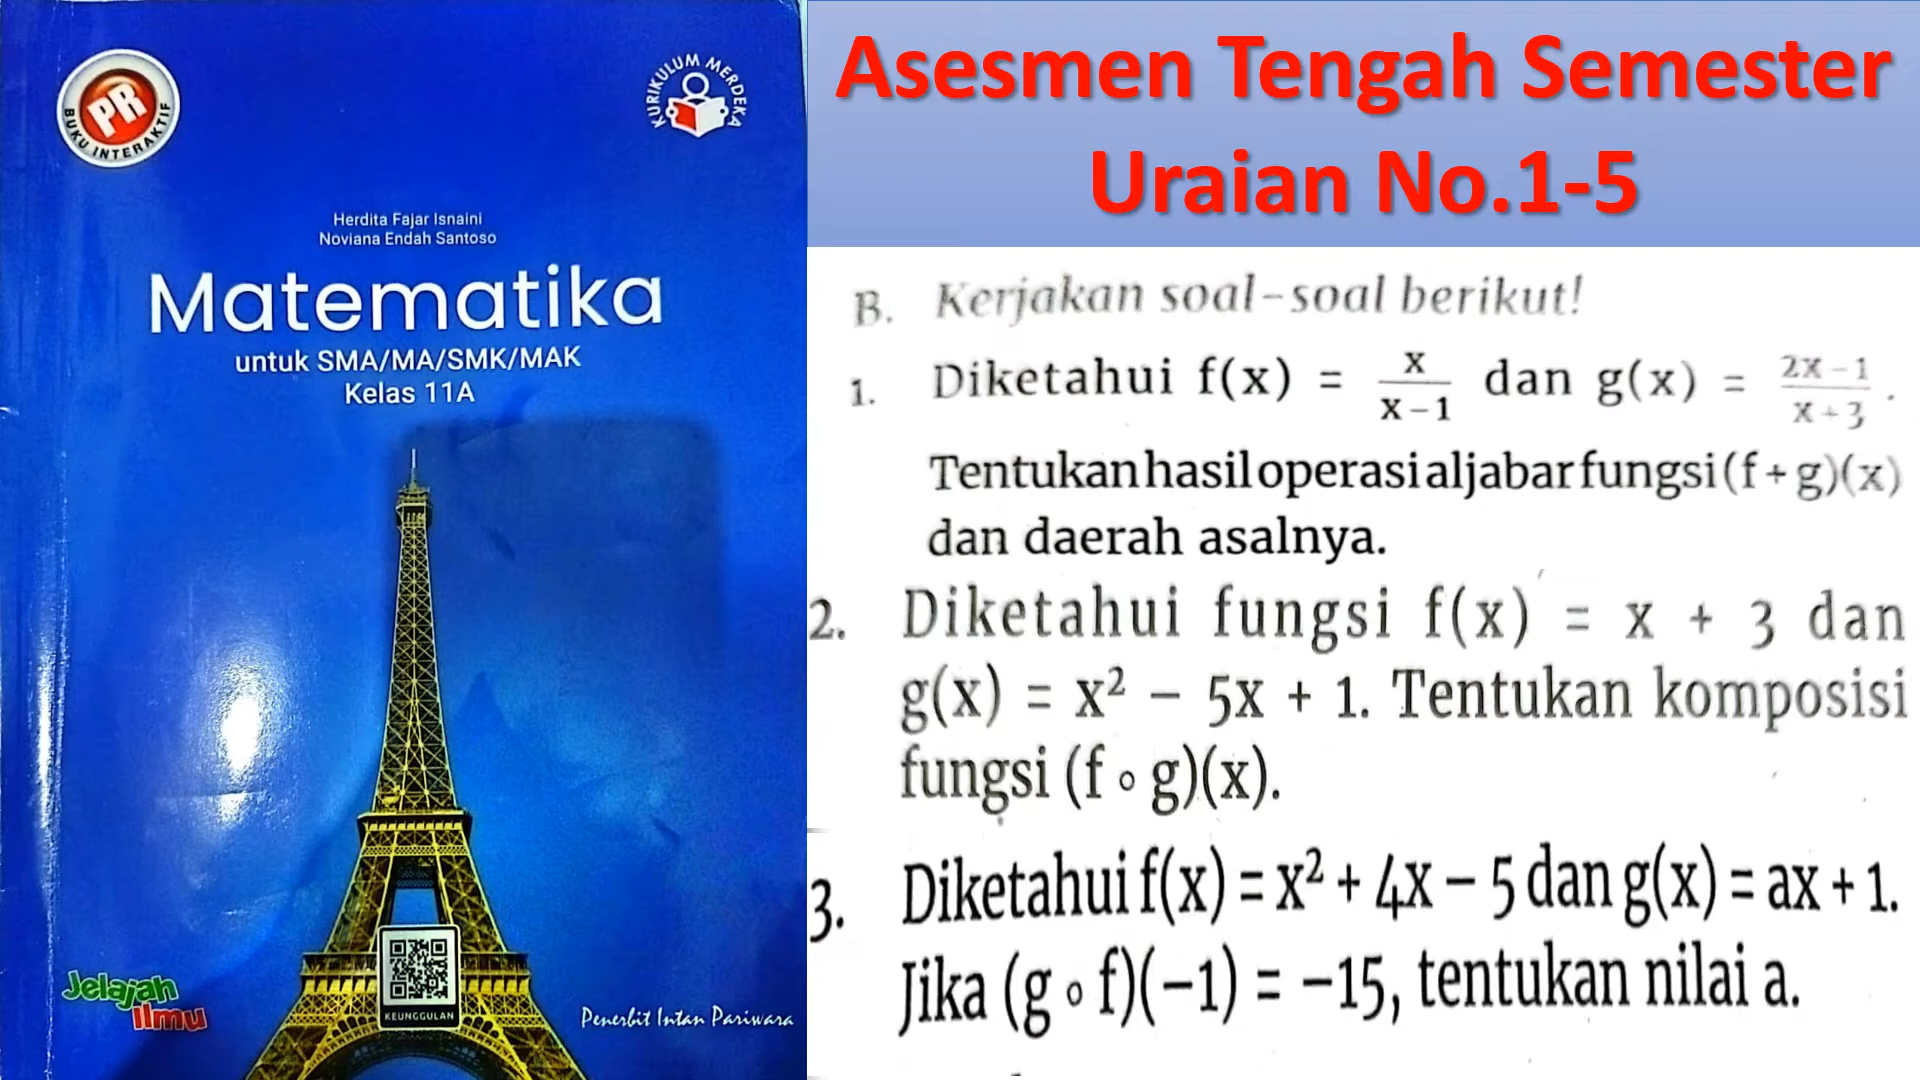 PR
BUKU INTERAKTIF
KURIKULUM MERDEKA
Herdita Fajar Isnaini
Noviana Endah Santoso
Matematika
untuk SMA/MA/SMK/MAK
Kelas 11A
Jelajah
Ilmu
KEUNGGULAN
Penerbit Intan Pariwara
Asesmen Tengah Semester
Uraian No.1-5
B. Kerjakan soal-soal berikut!
1. Diketahui f(x) = x/(x - 1) dan g(x) = (2x - 1)/(x + 3).
Tentukan hasil operasi aljabar fungsi (f + g)(x)
dan daerah asalnya.
2. Diketahui fungsi f(x) = x + 3 dan
g(x) = x² - 5x + 1. Tentukan komposisi
fungsi (f ∘ g)(x).
3. Diketahui f(x) = x² + 4x - 5 dan g(x) = ax + 1.
Jika (g ∘ f)(-1) = -15, tentukan nilai a.